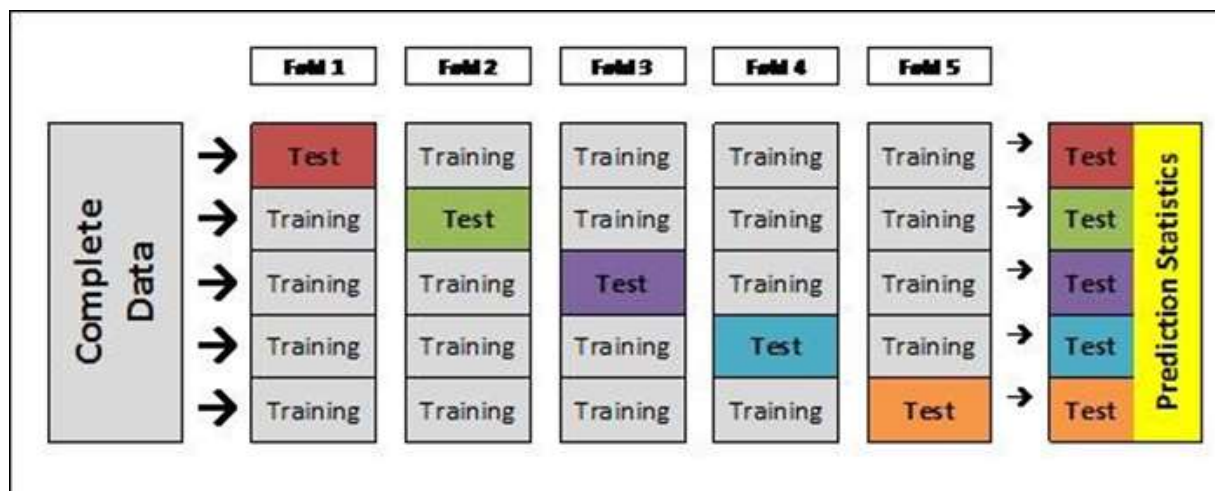 Fold 1 Fold 2 Fold 3 Fold 4 Fold 5
Complete
Data
Test Training Training Training Training Test
Training Test Training Training Training Test
Training Training Test Training Training Test
Training Training Training Test Training Test
Training Training Training Training Test Test
Prediction Statistics